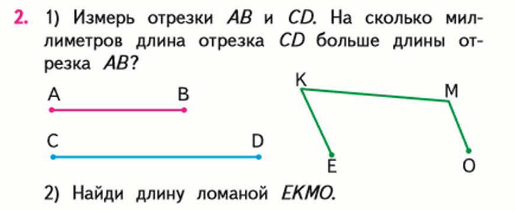 2. 1) Измерь отрезки AB и CD. На сколько мил-
лиметров длина отрезка CD больше длины от-
резка AB?
A B
K M
C D
E O
2) Найди длину ломаной EKMO.